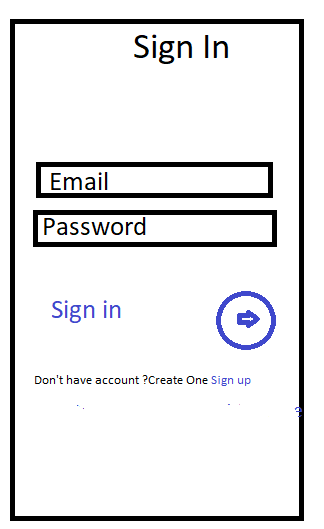 Sign In
Email
Password
Sign in
Don't have account ?Create One Sign up